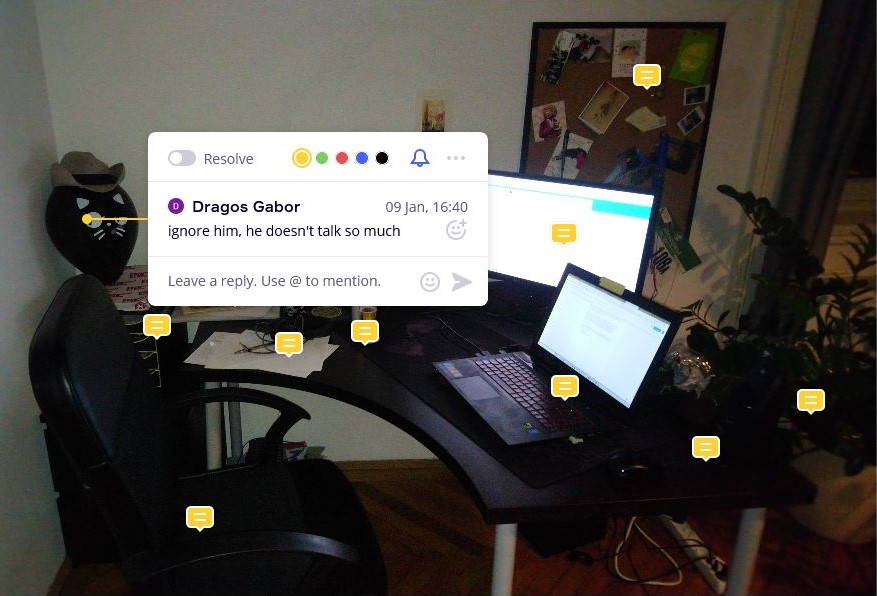 Resolve
D
Dragos Gabor
09 Jan, 16:40
ignore him, he doesn't talk so much
Leave a reply. Use @ to mention.